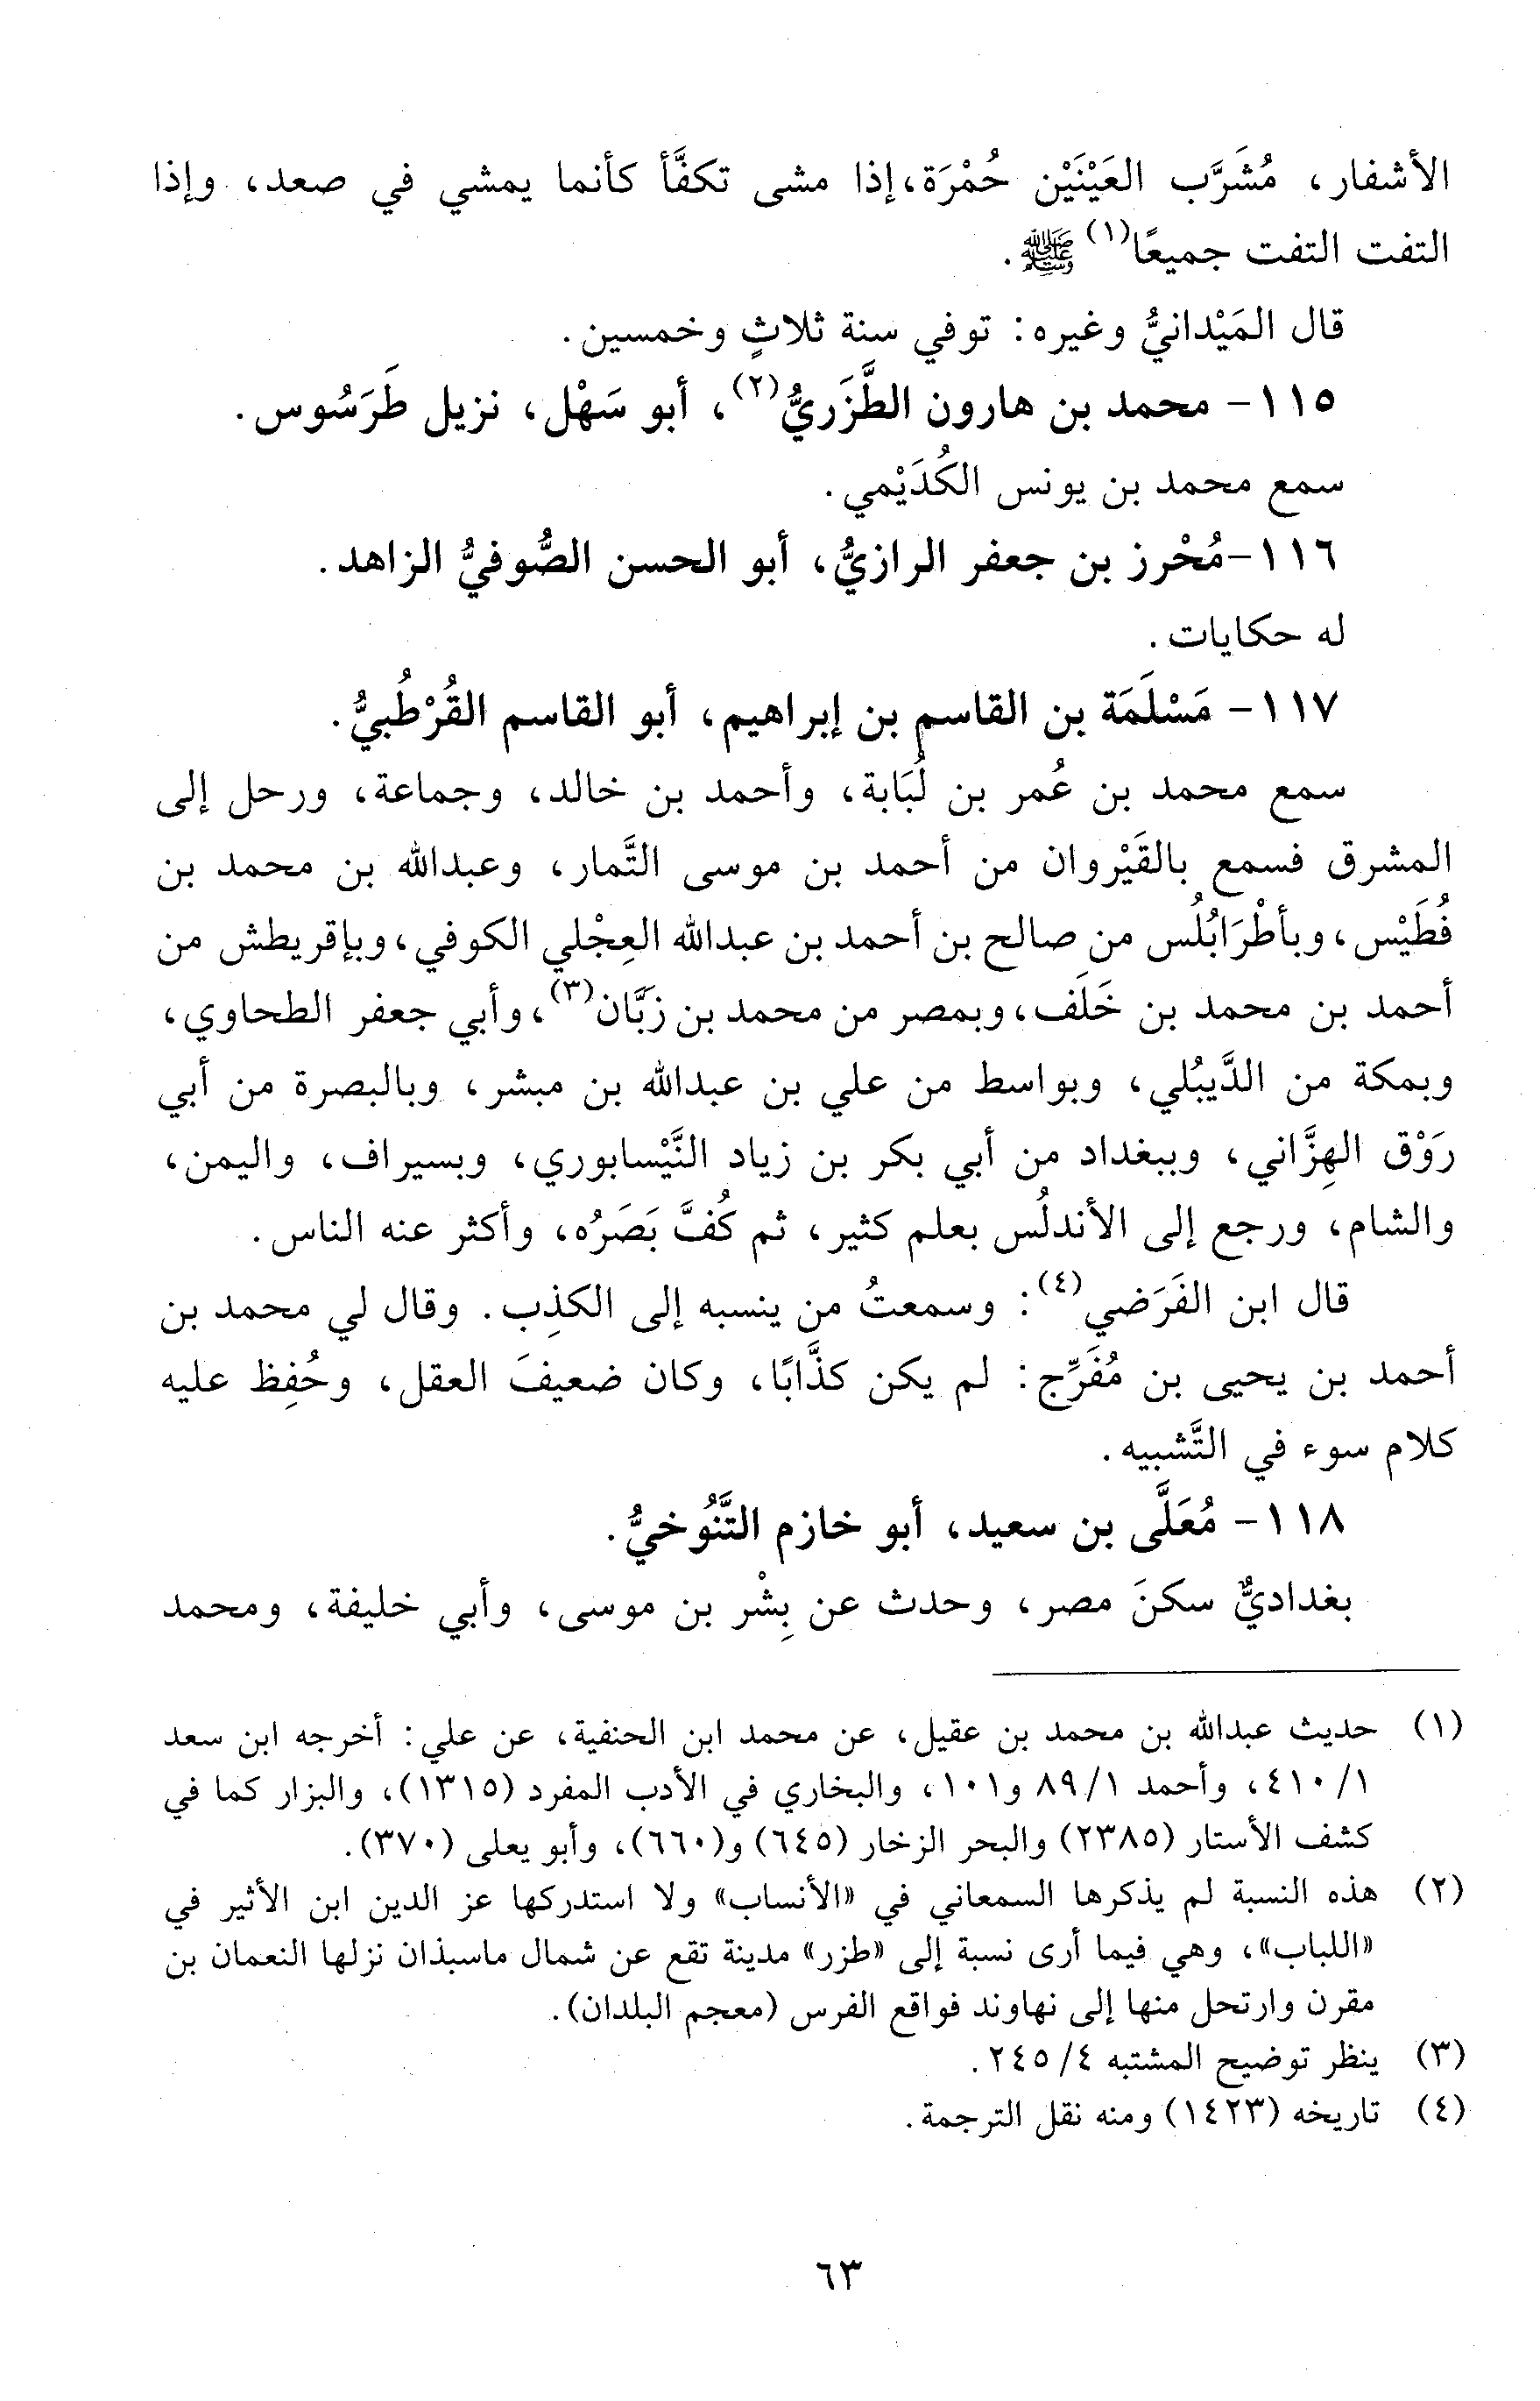 الأشفار، مُشَرَّب العَيْنَيْن حُمْرَة،إذا مشى تكفَّأ كأنما يمشي في صعد، وإذا
التفت التفت جميعًا(١) ﷺ.
قال المَيْدانيُّ وغيره: توفي سنة ثلاثٍ وخمسين.
١١٥- محمد بن هارون الطَّزَريُّ(٢)، أبو سَهْل، نزيل طَرَسُوس.
سمع محمد بن يونس الكُدَيْمي.
١١٦-مُحْرز بن جعفر الرازيُّ، أبو الحسن الصُّوفيُّ الزاهد.
له حكايات.
١١٧- مَسْلَمَة بن القاسم بن إبراهيم، أبو القاسم القُرْطُبيُّ.
سمع محمد بن عُمر بن لُبَابة، وأحمد بن خالد، وجماعة، ورحل إلى
المشرق فسمع بالقَيْروان من أحمد بن موسى التَّمار، وعبدالله بن محمد بن
فُطَيْس، وبأطْرَابُلُس من صالح بن أحمد بن عبدالله العِجْلي الكوفي،وبإقريطش من
أحمد بن محمد بن خَلَف،وبمصر من محمد بن زَبَّان(٣)،وأبي جعفر الطحاوي،
وبمكة من الدَّيبُلي، وبواسط من علي بن عبدالله بن مبشر، وبالبصرة من أبي
رَوْق الهِزَّاني، وببغداد من أبي بكر بن زياد النَّيْسابوري، وبسيراف، واليمن،
والشام، ورجع إلى الأندلُس بعلم كثير، ثم كُفَّ بَصَرُه، وأكثر عنه الناس.
قال ابن الفَرَضي(٤): وسمعتُ من ينسبه إلى الكذِب. وقال لي محمد بن
أحمد بن يحيى بن مُفَرِّج: لم يكن كذَّابًا، وكان ضعيفَ العقل، وحُفِظ عليه
كلام سوء في التَّشبيه.
١١٨- مُعَلَّى بن سعيد، أبو خازم التَّنُوخيُّ.
بغداديٌّ سكنَ مصر، وحدث عن بِشْر بن موسى، وأبي خليفة، ومحمد
(١) حديث عبدالله بن محمد بن عقيل، عن محمد ابن الحنفية، عن علي: أخرجه ابن سعد
١/ ٤١٠، وأحمد ١/ ٨٩ و١٠١، والبخاري في الأدب المفرد (١٣١٥)، والبزار كما في
كشف الأستار (٢٣٨٥) والبحر الزخار (٦٤٥) و(٦٦٠)، وأبو يعلى (٣٧٠).
(٢) هذه النسبة لم يذكرها السمعاني في «الأنساب» ولا استدركها عز الدين ابن الأثير في
«اللباب»، وهي فيما أرى نسبة إلى «طزر» مدينة تقع عن شمال ماسبذان نزلها النعمان بن
مقرن وارتحل منها إلى نهاوند فواقع الفرس (معجم البلدان).
(٣) ينظر توضيح المشتبه ٤/ ٢٤٥.
(٤) تاريخه (١٤٢٣) ومنه نقل الترجمة.
٦٣